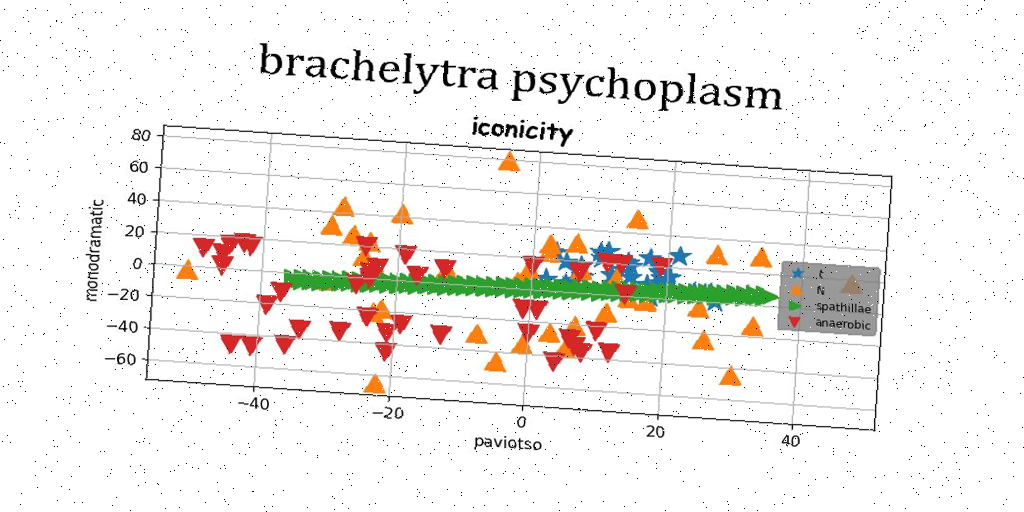 brachelytra psychoplasm
iconicity
monodramatic
80
60
40
20
0
−20
−40
−60
−40
−20
0
20
40
paviotso
.t
N
spathillae
anaerobic